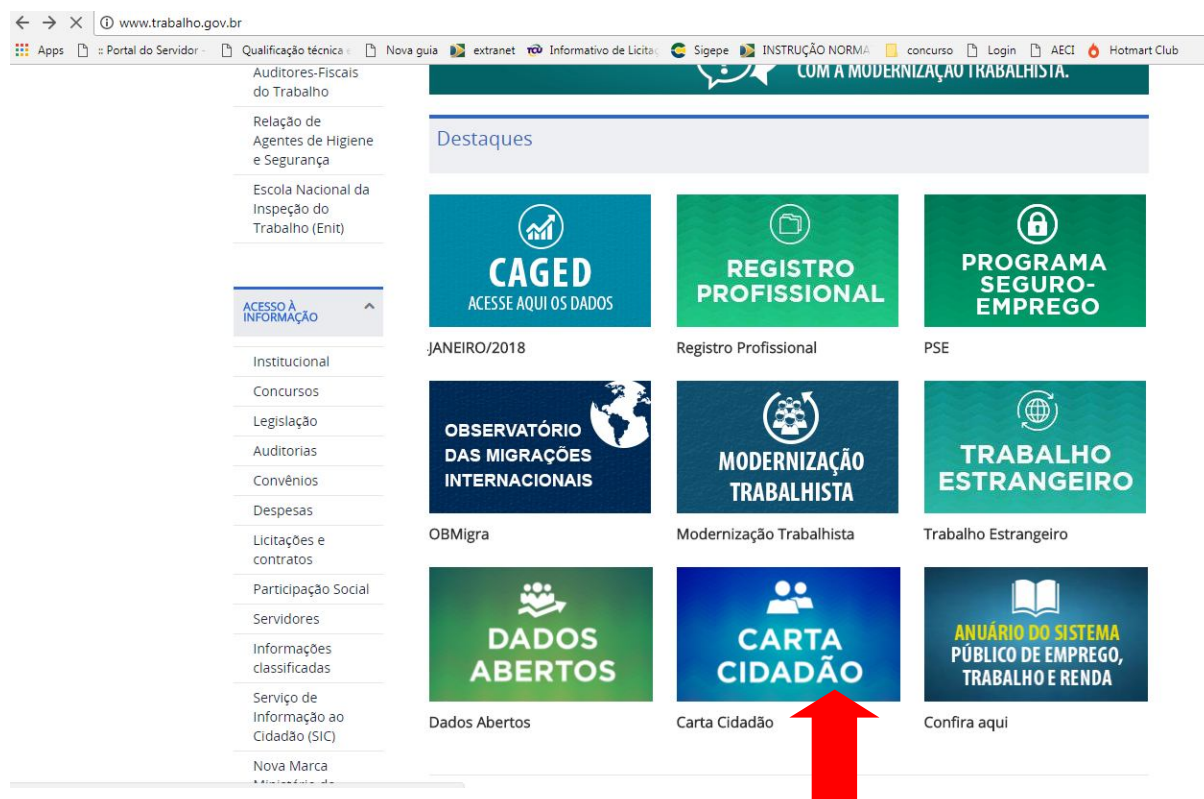 www.trabalho.gov.br
Apps :: Portal do Servidor - Qualificação técnica Nova guia extranet TCU Informativo de Licita Sigepe INSTRUÇÃO NORMA concurso Login AECI Hotmart Club
Auditores-Fiscais
do Trabalho
Relação de
Agentes de Higiene
e Segurança
Escola Nacional da
Inspeção do
Trabalho (Enit)
ACESSO À
INFORMAÇÃO
Institucional
Concursos
Legislação
Auditorias
Convênios
Despesas
Licitações e
contratos
Participação Social
Servidores
Informações
classificadas
Serviço de
Informação ao
Cidadão (SIC)
Nova Marca
Ministério do
COM A MODERNIZAÇÃO TRABALHISTA.
Destaques
CAGED
ACESSE AQUI OS DADOS
JANEIRO/2018
REGISTRO
PROFISSIONAL
Registro Profissional
PROGRAMA
SEGURO-
EMPREGO
PSE
OBSERVATÓRIO
DAS MIGRAÇÕES
INTERNACIONAIS
OBMigra
MODERNIZAÇÃO
TRABALHISTA
Modernização Trabalhista
TRABALHO
ESTRANGEIRO
Trabalho Estrangeiro
DADOS
ABERTOS
Dados Abertos
CARTA
CIDADÃO
Carta Cidadão
ANUÁRIO DO SISTEMA
PÚBLICO DE EMPREGO,
TRABALHO E RENDA
Confira aqui